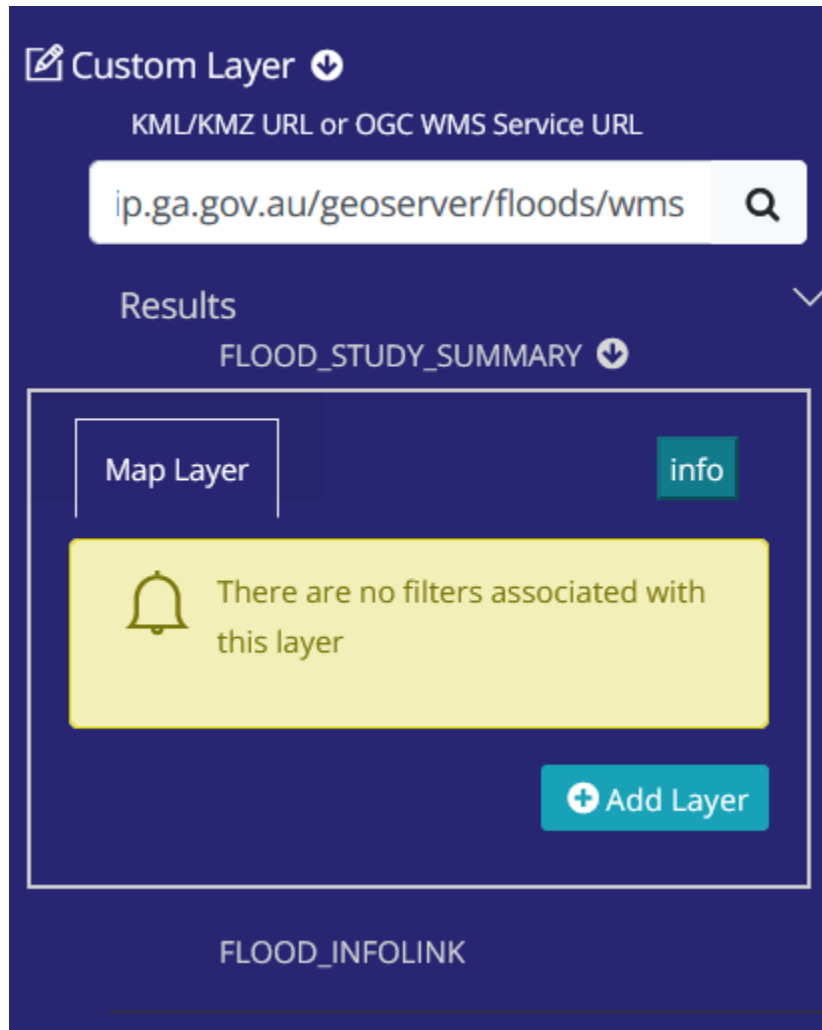 Custom Layer
KML/KMZ URL or OGC WMS Service URL
ip.ga.gov.au/geoserver/floods/wms
Results
FLOOD_STUDY_SUMMARY
Map Layer
info
There are no filters associated with
this layer
Add Layer
FLOOD_INFOLINK